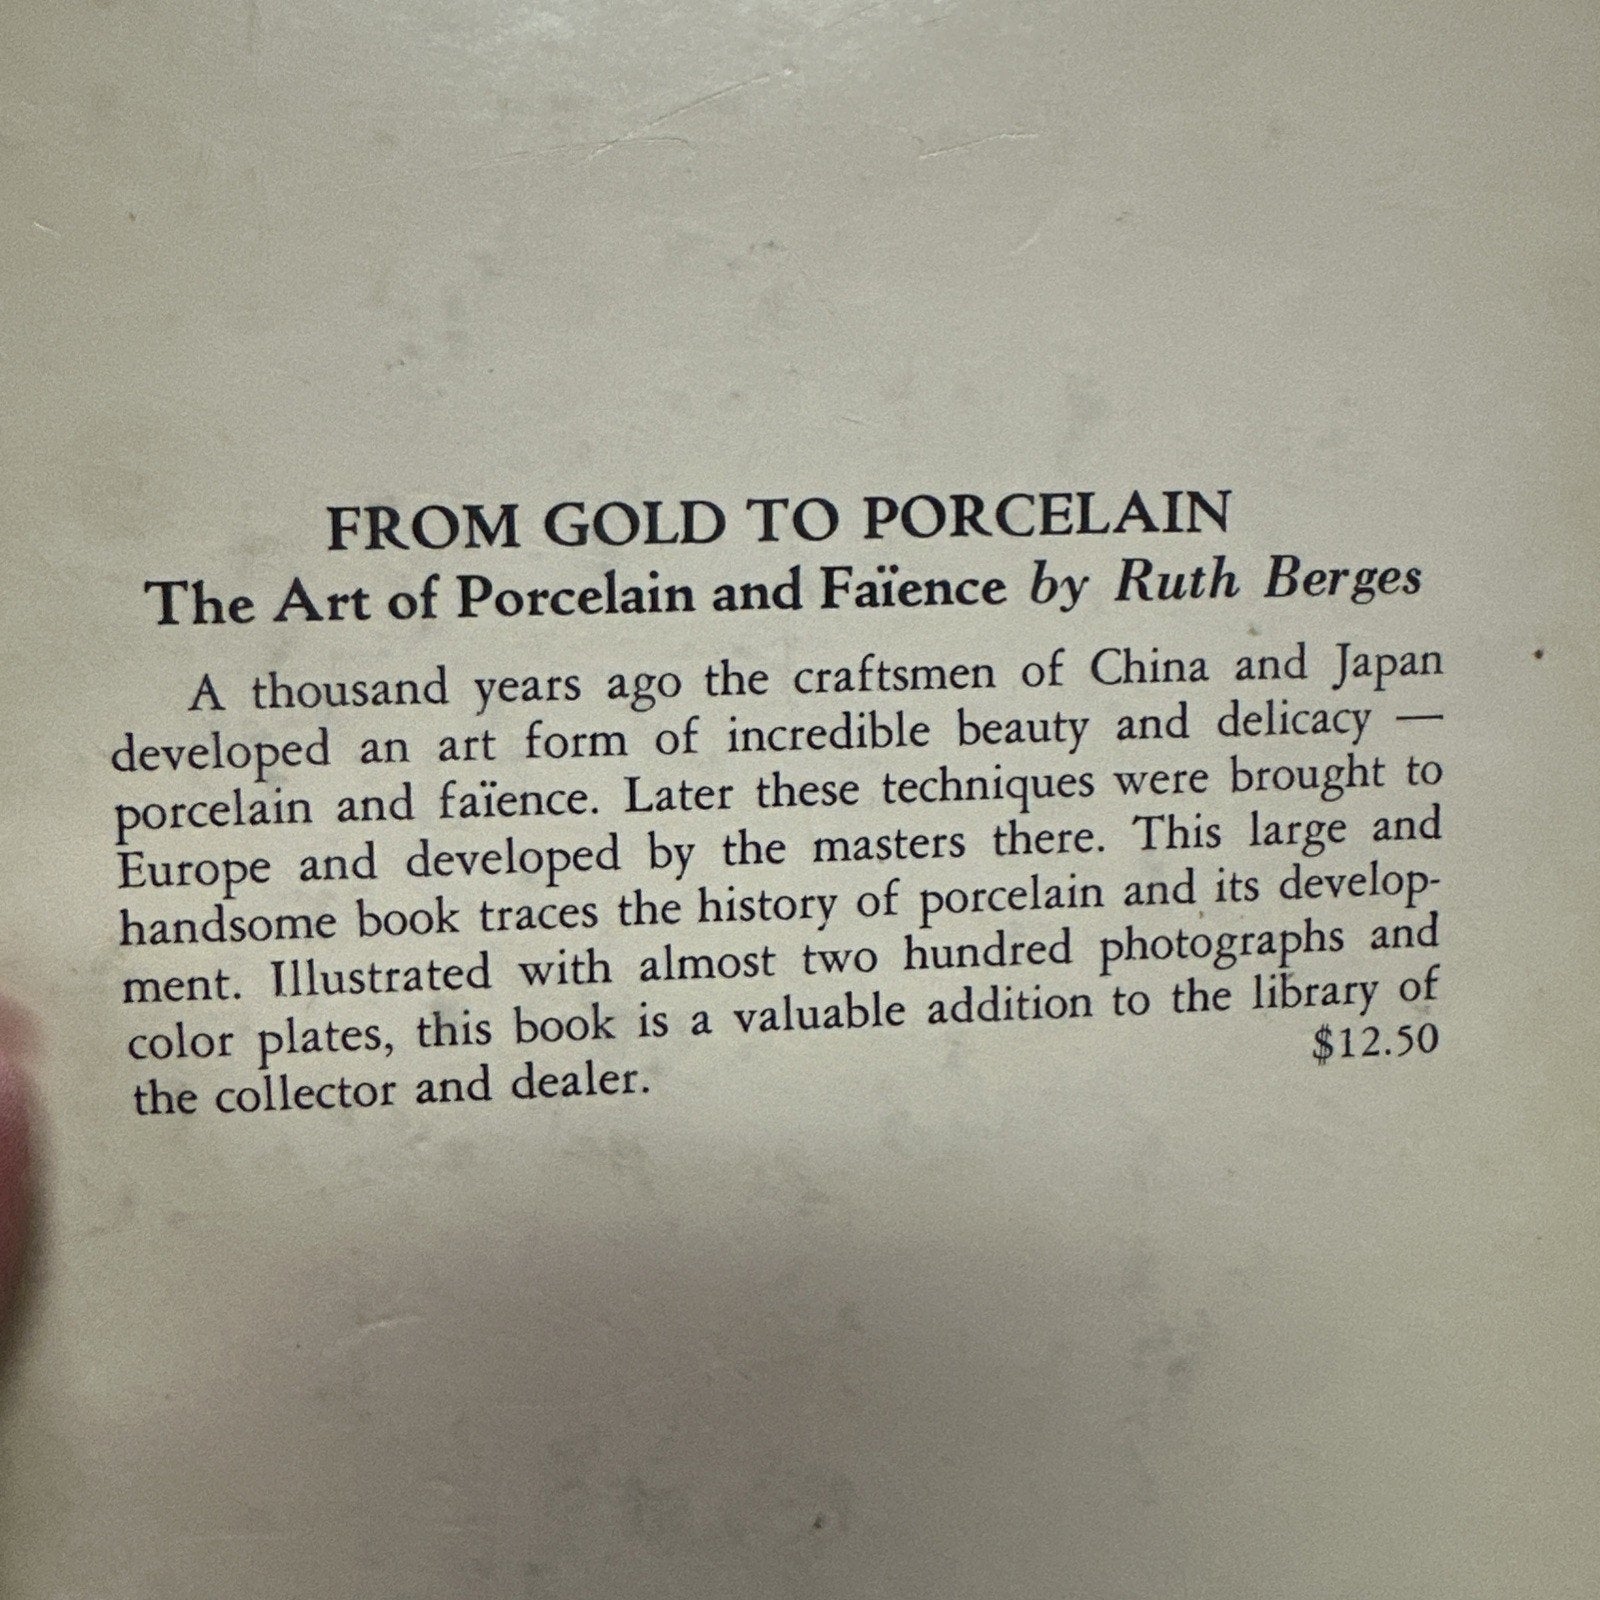 FROM GOLD TO PORCELAIN
The Art of Porcelain and Faïence by Ruth Berges
A thousand years ago the craftsmen of China and Japan
developed an art form of incredible beauty and delicacy —
porcelain and faïence. Later these techniques were brought to
Europe and developed by the masters there. This large and
handsome book traces the history of porcelain and its develop-
ment. Illustrated with almost two hundred photographs and
color plates, this book is a valuable addition to the library of
the collector and dealer. $12.50